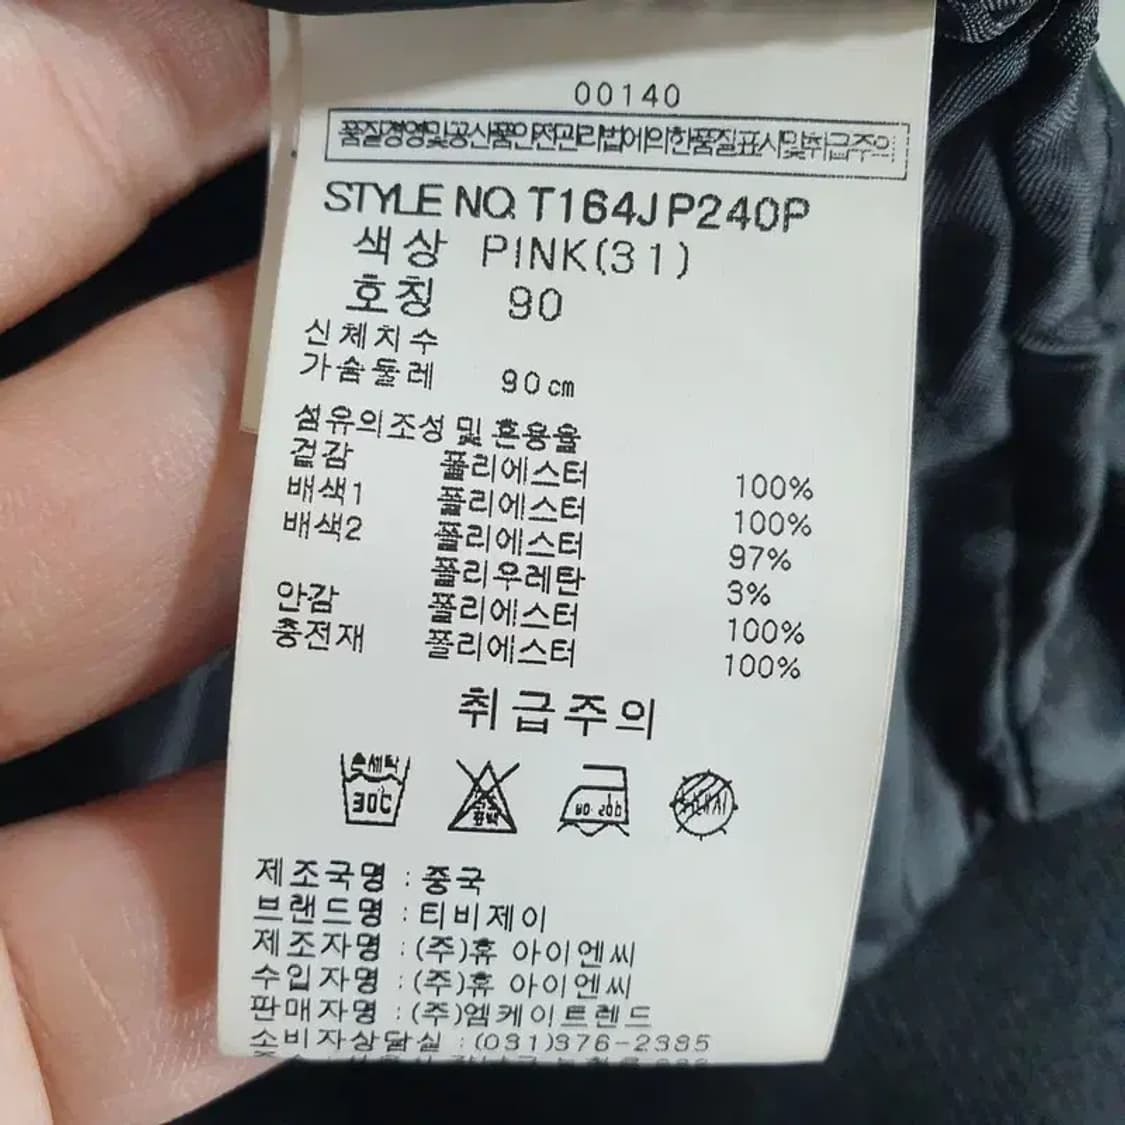 00140
품질경영및공산품안전관리법에의한품질표시및취급주의
STYLE NO. T164JP240P
색상 PINK(31)
호칭 90
신체치수
가슴둘레 90cm
섬유의조성 및 혼용율
겉감 폴리에스터 100%
배색1 폴리에스터 100%
배색2 폴리에스터 97%
폴리우레탄 3%
안감 폴리에스터 100%
충전재 폴리에스터 100%
취급주의
손세탁
30℃
제조국명 : 중국
브랜드명 : 티비제이
제조자명 : (주)휴 아이엔씨
수입자명 : (주)휴 아이엔씨
판매자명 : (주)엠케이트렌드
소비자상담실 : (031)376-2385